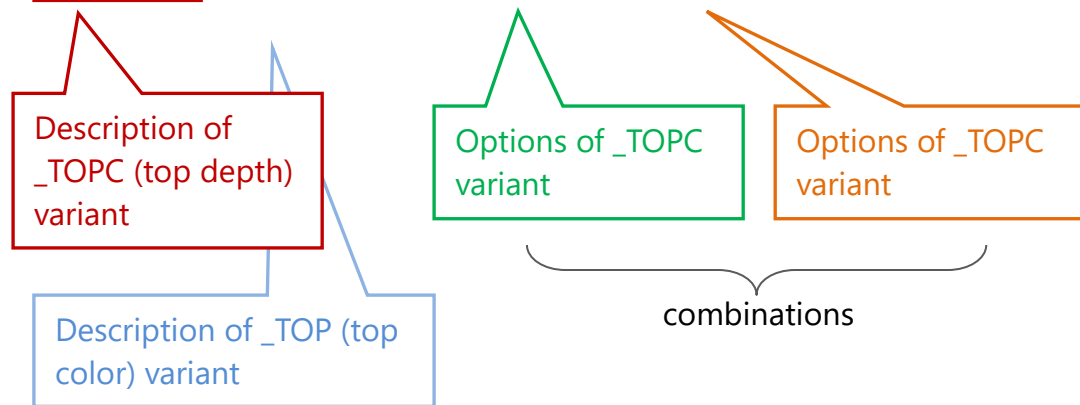 Description of
_TOPC (top depth)
variant
Options of _TOPC
variant
Options of _TOPC
variant
combinations
Description of _TOP (top
color) variant